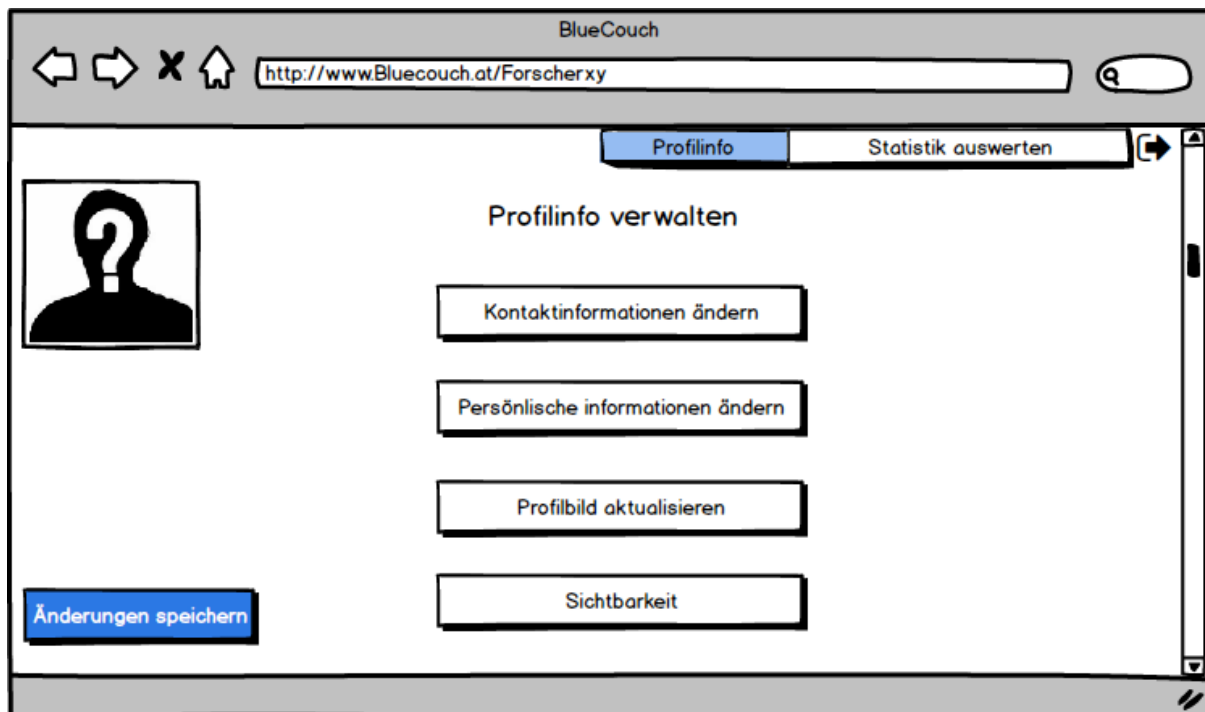 BlueCouch
http://www.Bluecouch.at/Forscherxy
Profilinfo
Statistik auswerten
Profilinfo verwalten
Kontaktinformationen ändern
Persönlische informationen ändern
Profilbild aktualisieren
Sichtbarkeit
Änderungen speichern